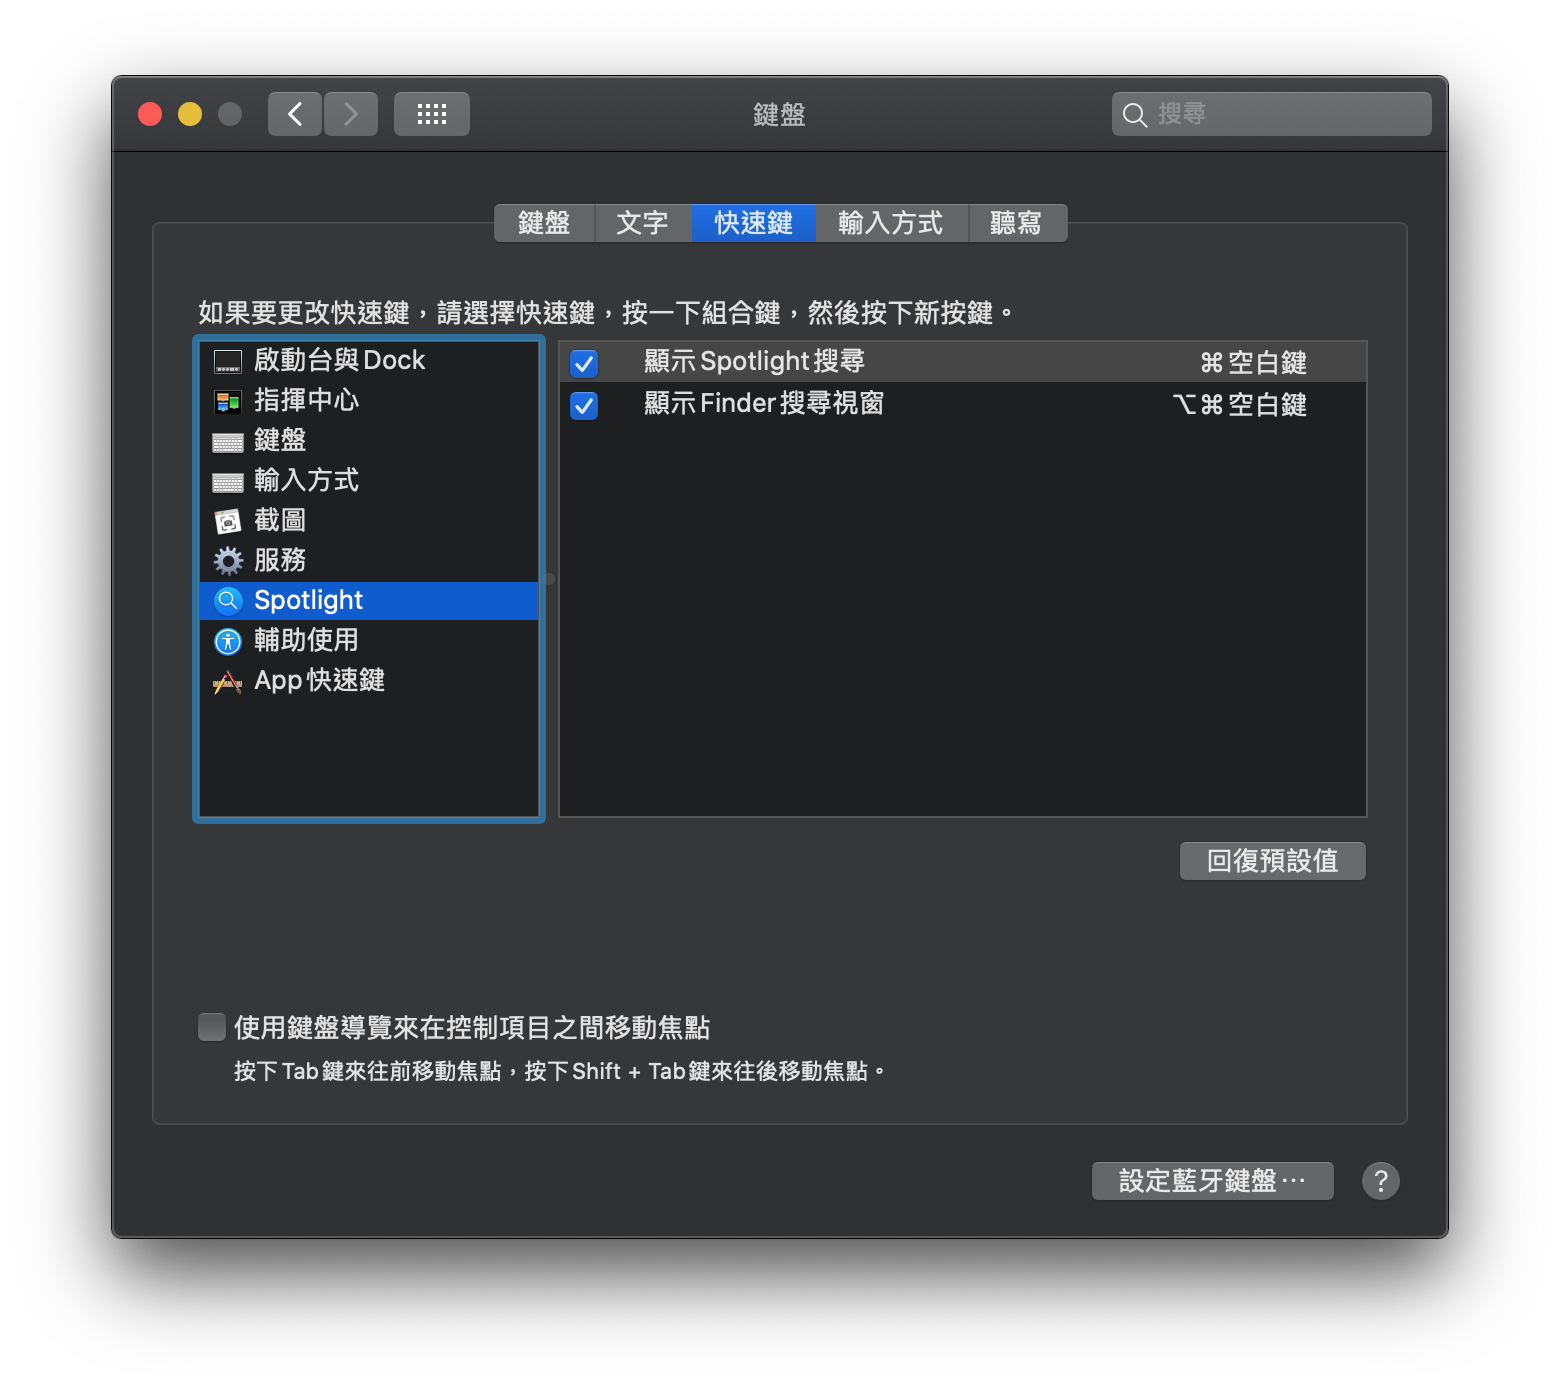 鍵盤
搜尋
鍵盤
文字
快速鍵
輸入方式
聽寫
如果要更改快速鍵，請選擇快速鍵，按一下組合鍵，然後按下新按鍵。
啟動台與Dock
指揮中心
鍵盤
輸入方式
截圖
服務
Spotlight
輔助使用
App快速鍵
顯示Spotlight搜尋
⌘空白鍵
顯示Finder搜尋視窗
⌥⌘空白鍵
回復預設值
使用鍵盤導覽來在控制項目之間移動焦點
按下Tab鍵來往前移動焦點，按下Shift + Tab鍵來往後移動焦點。
設定藍牙鍵盤⋯
?